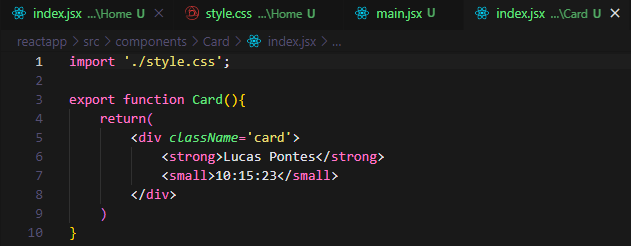 index.jsx ...\Home U style.css ...\Home U main.jsx U index.jsx ...\Card U
reactapp > src > components > Card > index.jsx > ...
1 import './style.css';
2
3 export function Card(){
4 return(
5 <div className='card'>
6 <strong>Lucas Pontes</strong>
7 <small>10:15:23</small>
8 </div>
9 )
10 }